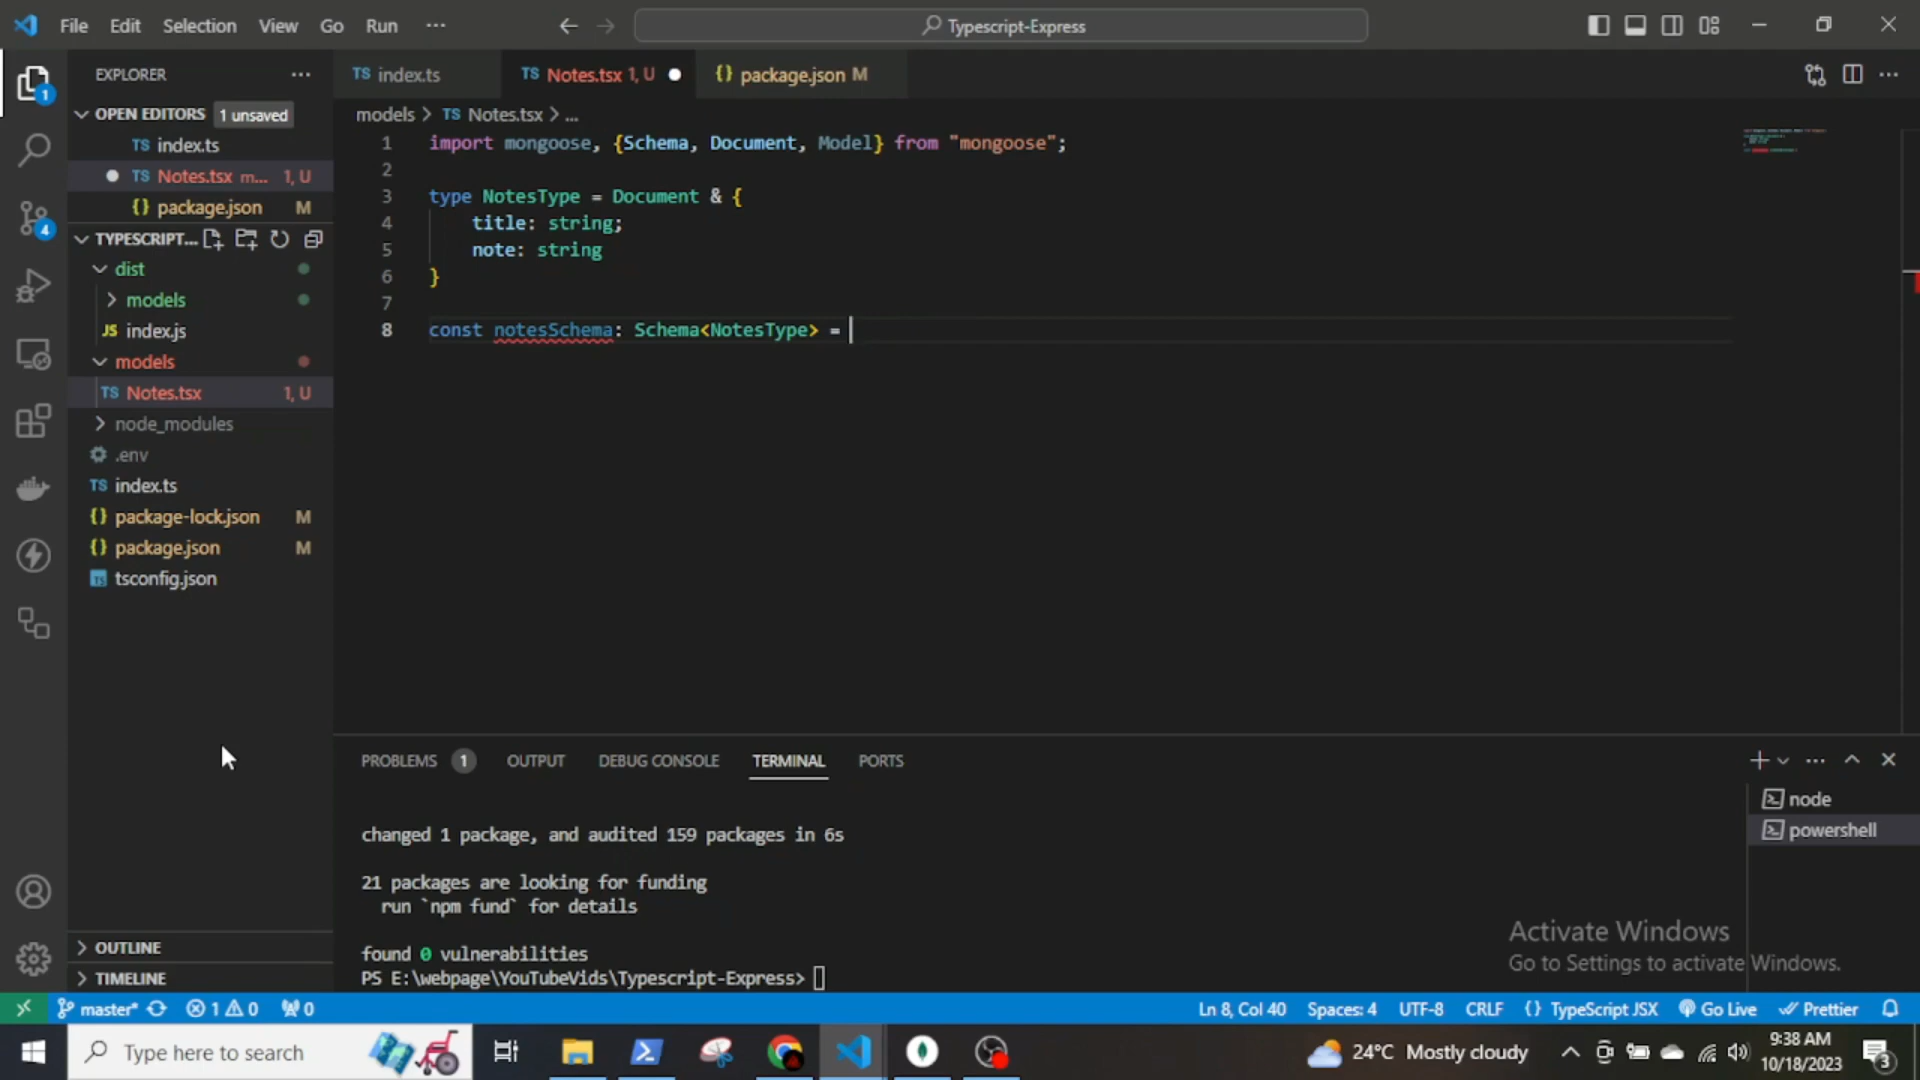 File Edit Selection View Go Run ··· Typescript-Express
EXPLORER ···
OPEN EDITORS 1 unsaved
TS index.ts
TS Notes.tsx m... 1, U
{} package.json M
TYPESCRIPT...
dist
models
JS index.js
models
TS Notes.tsx 1, U
node_modules
.env
TS index.ts
{} package-lock.json M
{} package.json M
TS tsconfig.json
OUTLINE
TIMELINE
1
4
TS index.ts TS Notes.tsx 1, U {} package.json M
models > TS Notes.tsx > ...
1 import mongoose, {Schema, Document, Model} from "mongoose";
2
3 type NotesType = Document & {
4 title: string;
5 note: string
6 }
7
8 const notesSchema: Schema<NotesType> =
PROBLEMS 1 OUTPUT DEBUG CONSOLE TERMINAL PORTS
changed 1 package, and audited 159 packages in 6s
21 packages are looking for funding
run `npm fund` for details
found 0 vulnerabilities
PS E:\webpage\YouTubeVids\Typescript-Express>
node
powershell
Activate Windows
Go to Settings to activate Windows.
master* 1 0 0 Ln 8, Col 40 Spaces: 4 UTF-8 CRLF {} TypeScript JSX Go Live Prettier
Type here to search 24°C Mostly cloudy 9:38 AM
10/18/2023 3